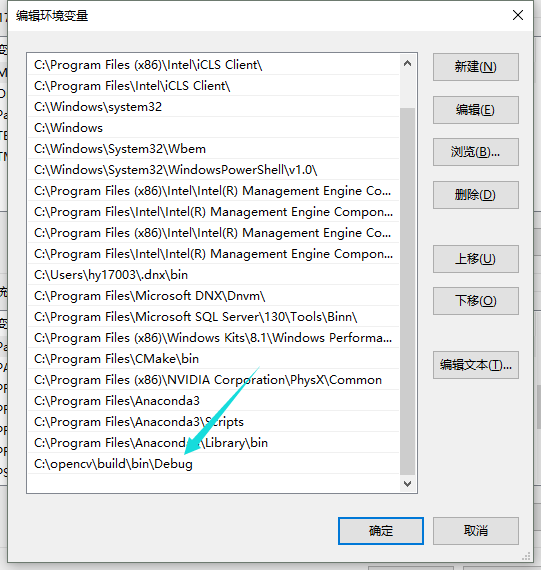 编辑环境变量
C:\Program Files (x86)\Intel\iCLS Client\
C:\Program Files\Intel\iCLS Client\
C:\Windows\system32
C:\Windows
C:\Windows\System32\Wbem
C:\Windows\System32\WindowsPowerShell\v1.0\
C:\Program Files (x86)\Intel\Intel(R) Management Engine Co...
C:\Program Files\Intel\Intel(R) Management Engine Compon...
C:\Program Files (x86)\Intel\Intel(R) Management Engine Co...
C:\Program Files\Intel\Intel(R) Management Engine Compon...
C:\Users\hy17003\.dnx\bin
C:\Program Files\Microsoft DNX\Dnvm\
C:\Program Files\Microsoft SQL Server\130\Tools\Binn\
C:\Program Files (x86)\Windows Kits\8.1\Windows Performa...
C:\Program Files\CMake\bin
C:\Program Files (x86)\NVIDIA Corporation\PhysX\Common
C:\Program Files\Anaconda3
C:\Program Files\Anaconda3\Scripts
C:\Program Files\Anaconda3\Library\bin
C:\opencv\build\bin\Debug
新建(N)
编辑(E)
浏览(B)...
删除(D)
上移(U)
下移(O)
编辑文本(T)...
确定
取消